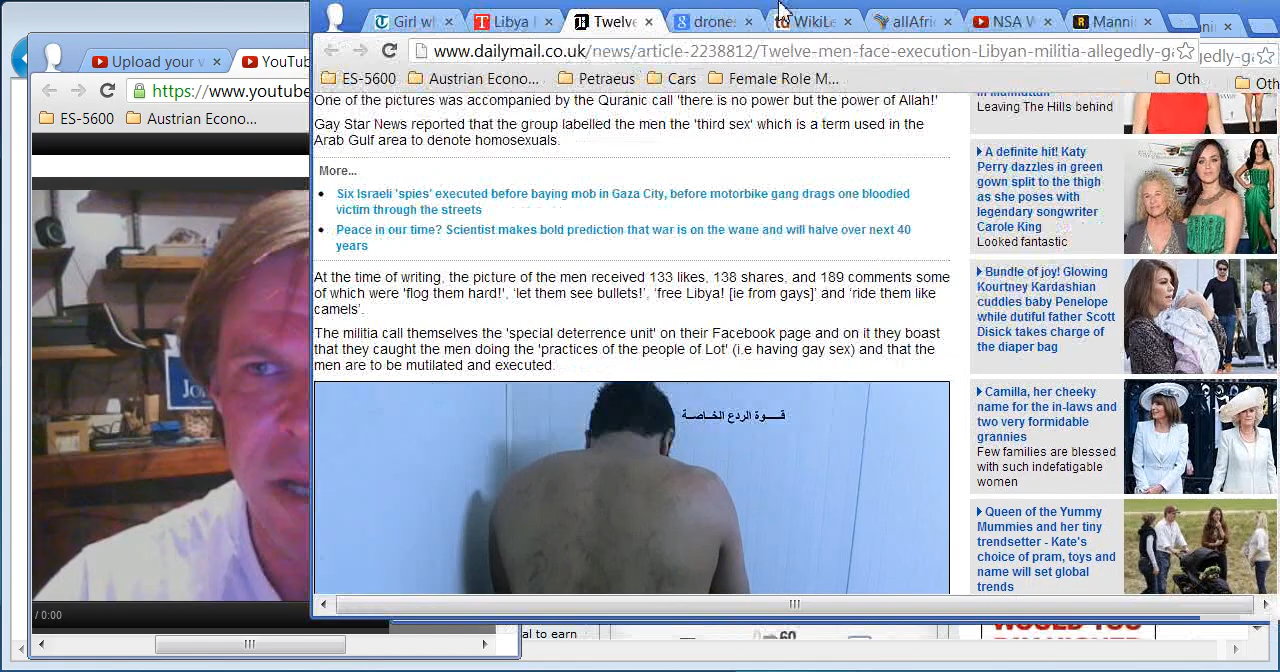 Girl wh
Libya |
Twelve
drones
WikiLe
allAfri
NSA W
Mannin
www.dailymail.co.uk/news/article-2238812/Twelve-men-face-execution-Libyan-militia-allegedly-ga
edly-g
ES-5600
Austrian Econo...
Petraeus
Cars
Female Role M...
Oth
Oth
Upload your v
YouTub
https://www.youtube
ES-5600
Austrian Econo...
One of the pictures was accompanied by the Quranic call 'there is no power but the power of Allah!'
Gay Star News reported that the group labelled the men the 'third sex' which is a term used in the
Arab Gulf area to denote homosexuals.
More...
Six Israeli 'spies' executed before baying mob in Gaza City, before motorbike gang drags one bloodied
victim through the streets
Peace in our time? Scientist makes bold prediction that war is on the wane and will halve over next 40
years
At the time of writing, the picture of the men received 133 likes, 138 shares, and 189 comments some
of which were 'flog them hard!', 'let them see bullets!', 'free Libya! [ie from gays]' and 'ride them like
camels'.
The militia call themselves the 'special deterrence unit' on their Facebook page and on it they boast
that they caught the men doing the 'practices of the people of Lot' (i.e having gay sex) and that the
men are to be mutilated and executed.
قـــوة الردع الخـاصـة
in Manhattan
Leaving The Hills behind
A definite hit! Katy
Perry dazzles in green
gown split to the thigh
as she poses with
legendary songwriter
Carole King
Looked fantastic
Bundle of joy! Glowing
Kourtney Kardashian
cuddles baby Penelope
while dutiful father Scott
Disick takes charge of
the diaper bag
Camilla, her cheeky
name for the in-laws and
two very formidable
grannies
Few families are blessed
with such indefatigable
women
Queen of the Yummy
Mummies and her tiny
trendsetter - Kate's
choice of pram, toys and
name will set global
trends
/ 0:00
al to earn
60
WOULD YOU